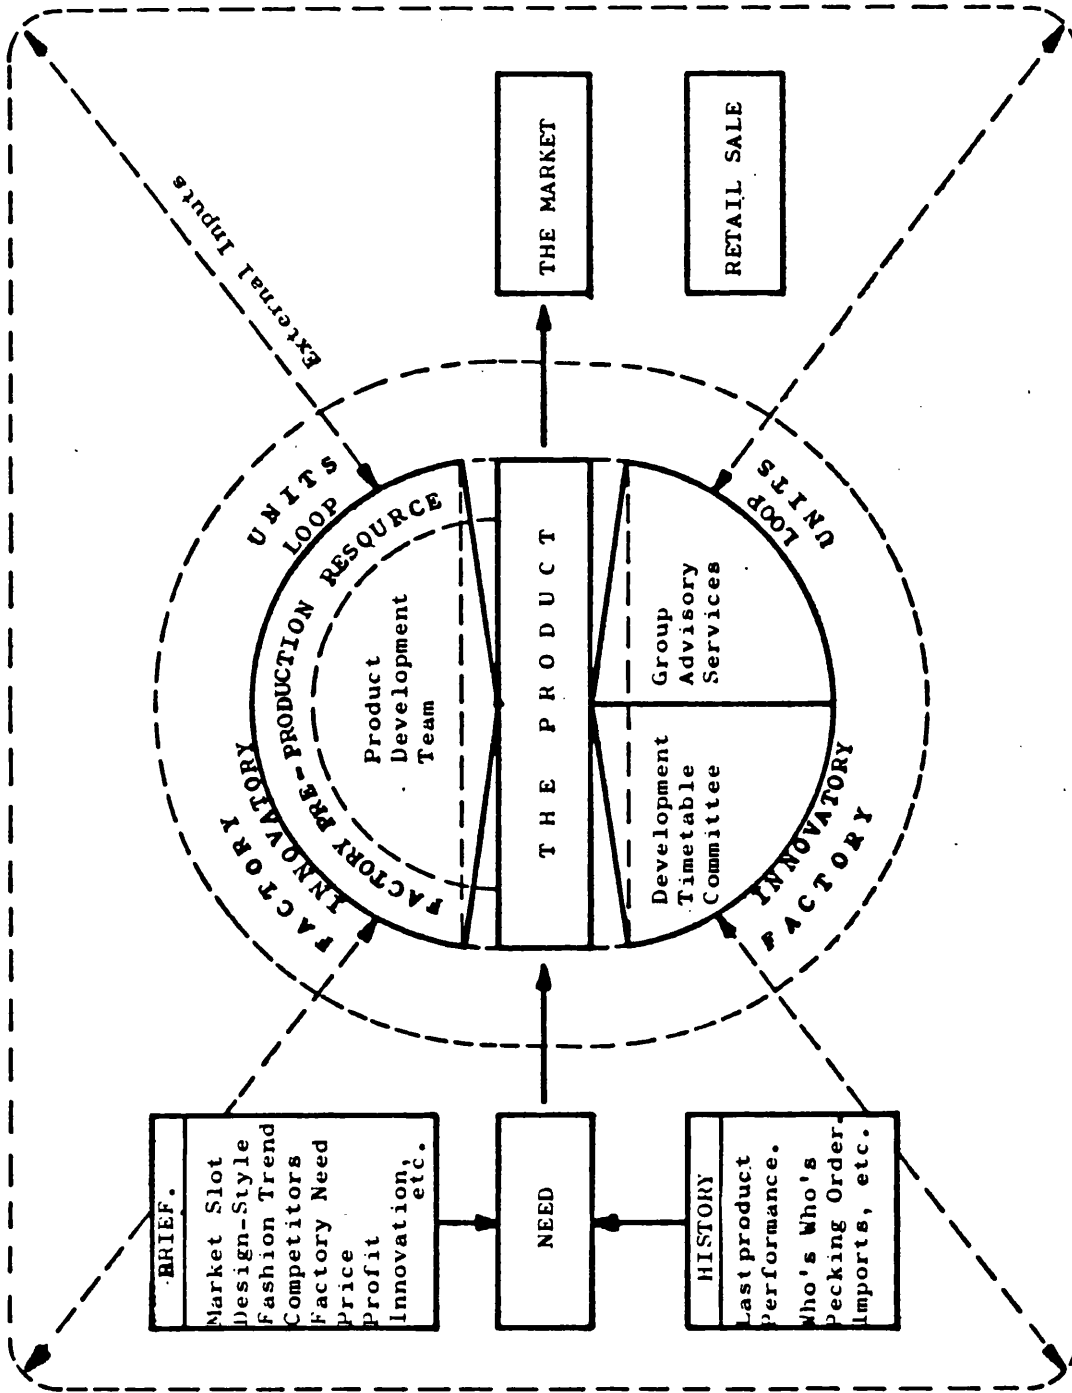 BRIEF.
Market Slot
Design-Style
Fashion Trend
Competitors
Factory Need
Price
Profit
Innovation,
etc.
NEED
HISTORY
Last product
Performance.
Who's Who's
Pecking Order.
Imports, etc.
FACTORY
INNOVATORY
UNITS
LOOP
FACTORY PRE-PRODUCTION RESOURCE
Product
Development
Team
THE PRODUCT
Development
Timetable
Committee
Group
Advisory
Services
INNOVATORY
FACTORY
LOOP
UNITS
External Inputs
THE MARKET
RETAIL SALE